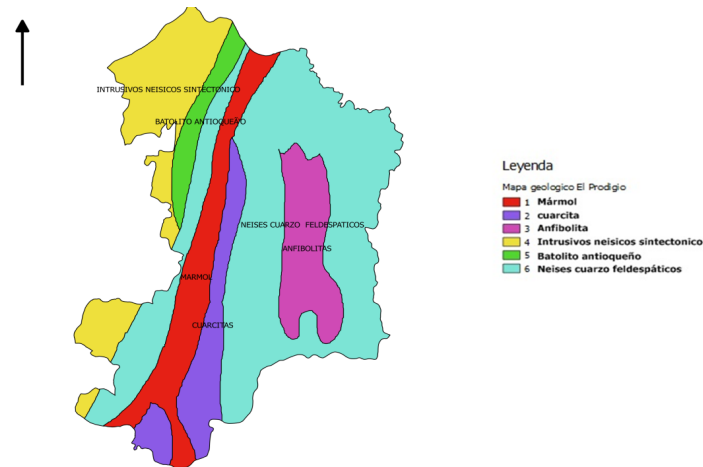 INTRUSIVOS NEISICOS SINTECTONICO
BATOLITO ANTIOQUEÑO
NEISES CUARZO FELDESPATICOS
ANFIBOLITAS
MARMOL
CUARCITAS
Leyenda
Mapa geologico El Prodigio
1 Mármol
2 cuarcita
3 Anfibolita
4 Intrusivos neisicos sintectonico
5 Batolito antioqueño
6 Neises cuarzo feldespáticos